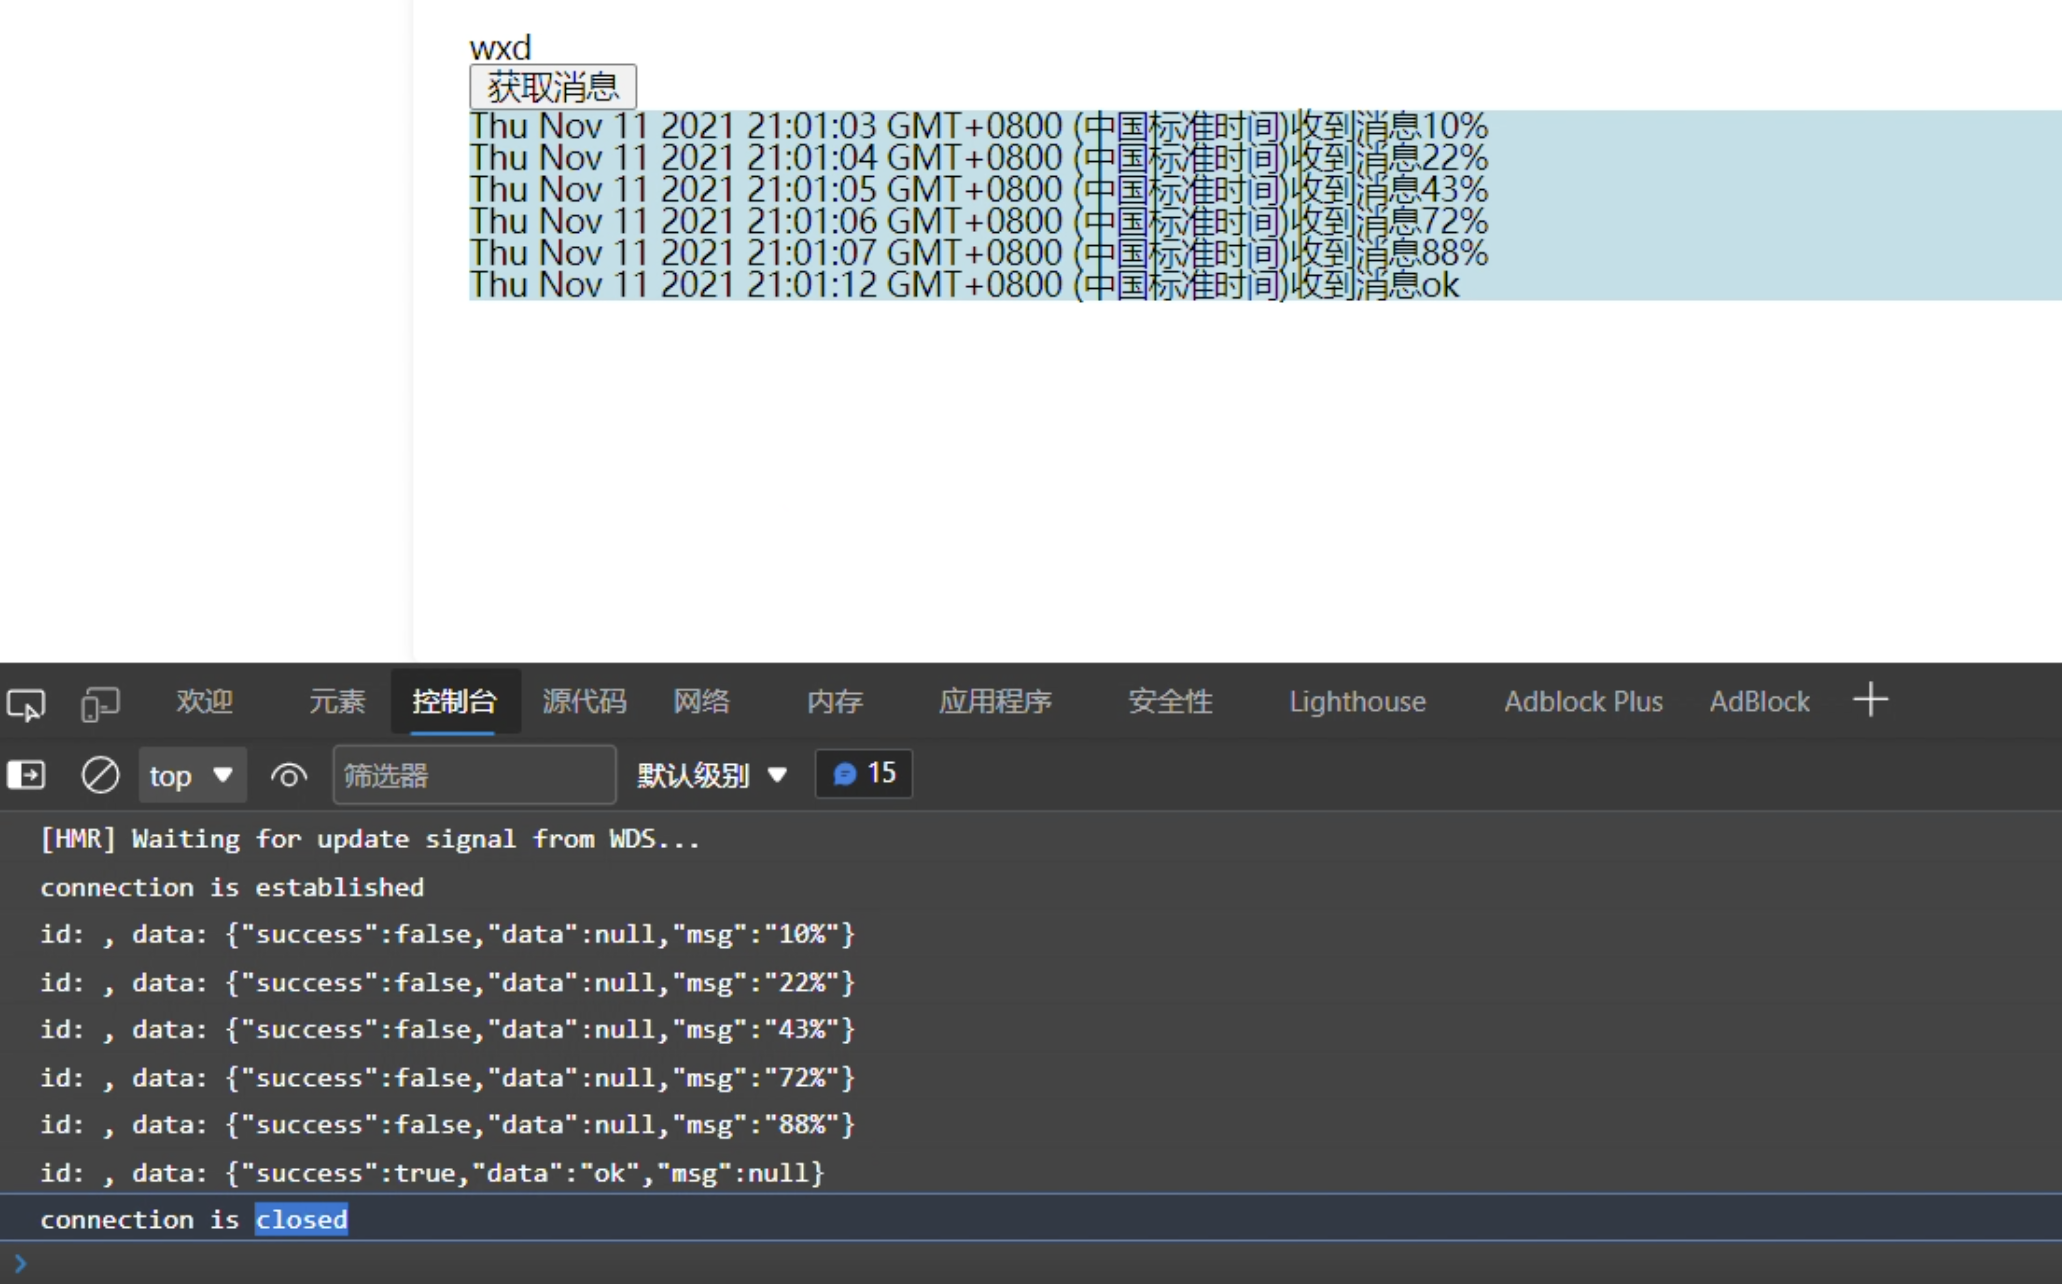 wxd
获取消息
Thu Nov 11 2021 21:01:03 GMT+0800 (中国标准时间)收到消息10%
Thu Nov 11 2021 21:01:04 GMT+0800 (中国标准时间)收到消息22%
Thu Nov 11 2021 21:01:05 GMT+0800 (中国标准时间)收到消息43%
Thu Nov 11 2021 21:01:06 GMT+0800 (中国标准时间)收到消息72%
Thu Nov 11 2021 21:01:07 GMT+0800 (中国标准时间)收到消息88%
Thu Nov 11 2021 21:01:12 GMT+0800 (中国标准时间)收到消息ok
欢迎 元素 控制台 源代码 网络 内存 应用程序 安全性 Lighthouse Adblock Plus AdBlock
top 筛选器 默认级别 15
[HMR] Waiting for update signal from WDS...
connection is established
id: , data: {"success":false,"data":null,"msg":"10%"}
id: , data: {"success":false,"data":null,"msg":"22%"}
id: , data: {"success":false,"data":null,"msg":"43%"}
id: , data: {"success":false,"data":null,"msg":"72%"}
id: , data: {"success":false,"data":null,"msg":"88%"}
id: , data: {"success":true,"data":"ok","msg":null}
connection is closed